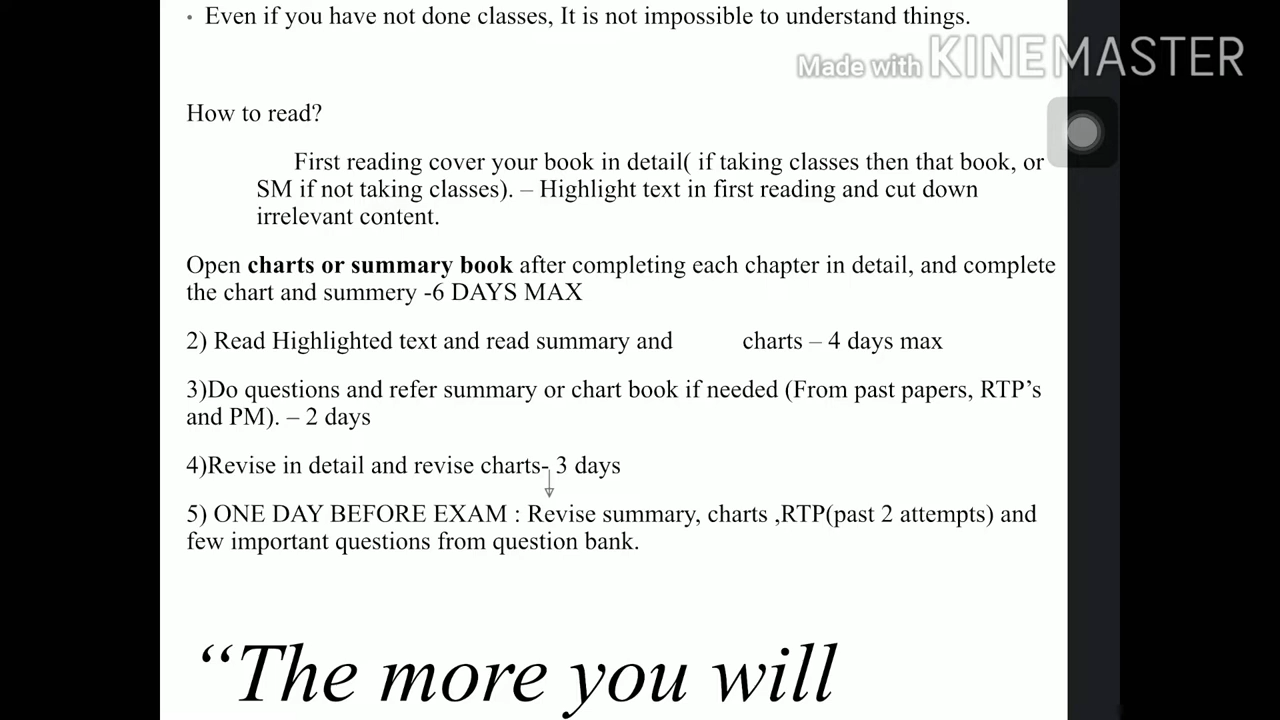 • Even if you have not done classes, It is not impossible to understand things.
Made with KINEMASTER
How to read?
First reading cover your book in detail( if taking classes then that book, or
SM if not taking classes). – Highlight text in first reading and cut down
irrelevant content.
Open charts or summary book after completing each chapter in detail, and complete
the chart and summery -6 DAYS MAX
2) Read Highlighted text and read summary and charts – 4 days max
3)Do questions and refer summary or chart book if needed (From past papers, RTP’s
and PM). – 2 days
4)Revise in detail and revise charts- 3 days
5) ONE DAY BEFORE EXAM : Revise summary, charts ,RTP(past 2 attempts) and
few important questions from question bank.
“The more you will